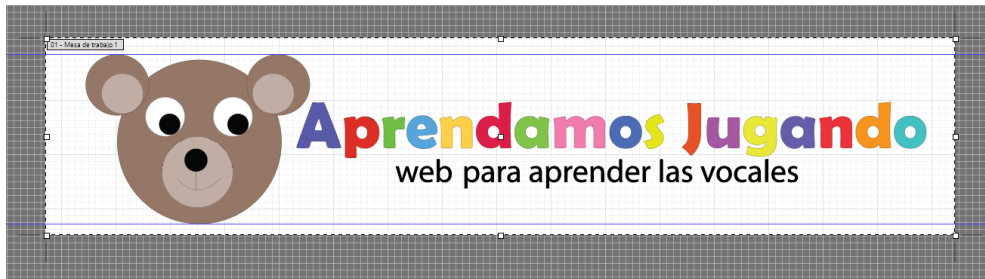 01 - Mesa de trabajo 1
Aprendamos Jugando
web para aprender las vocales